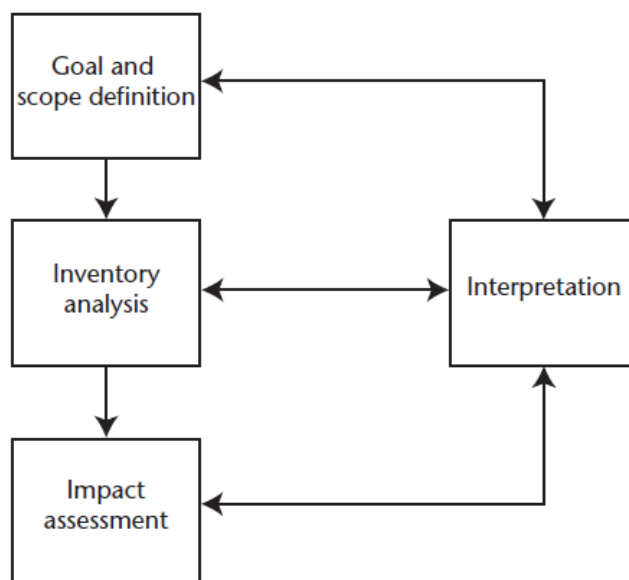 Goal and
scope definition
Inventory
analysis
Interpretation
Impact
assessment